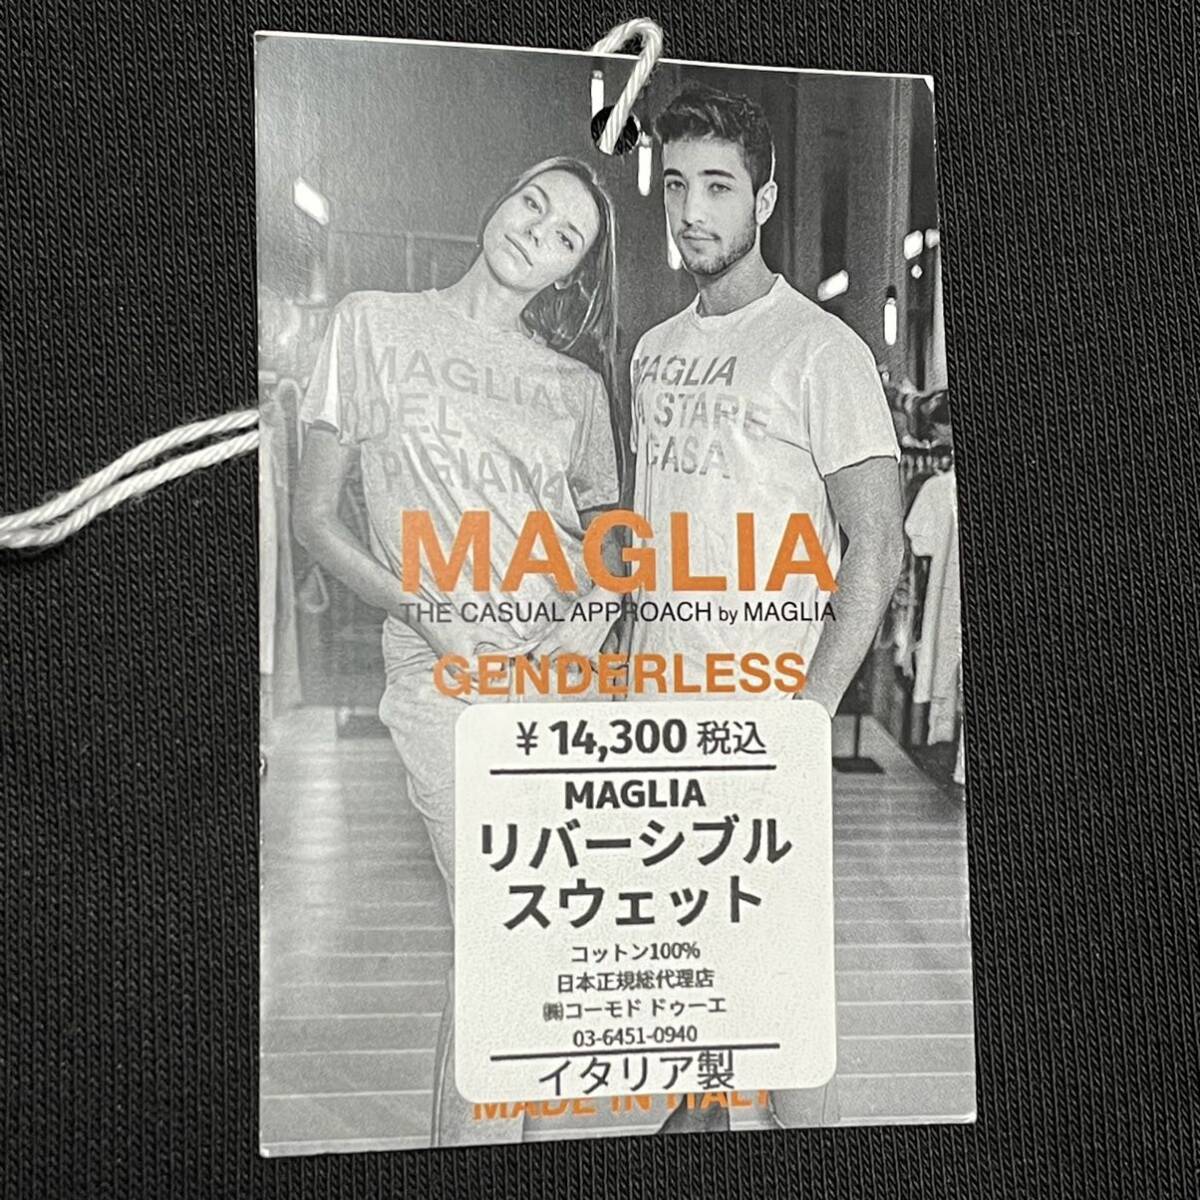 MAGLIA
DEL
PIGIAMA
MAGLIA
STARE
CASA
MAGLIA
THE CASUAL APPROACH by MAGLIA
GENDERLESS
¥ 14,300 税込
MAGLIA
リバーシブル
スウェット
コットン100%
日本正規総代理店
㈱コーモド ドゥーエ
03-6451-0940
イタリア製
MADE IN ITALY